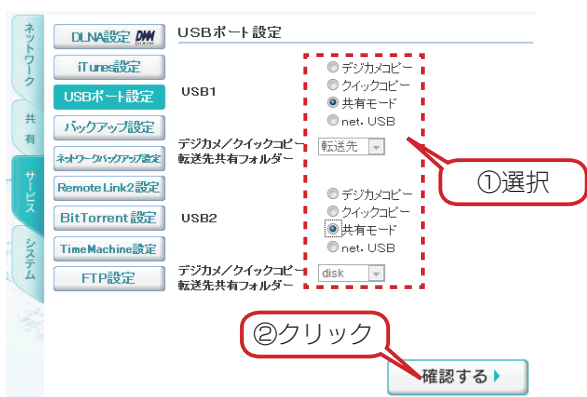 ネットワーク
共有
サービス
システム
DLNA設定 DMM
iTunes設定
USBポート設定
バックアップ設定
ネットワークバックアップ設定
Remote Link2設定
BitTorrent設定
TimeMachine設定
FTP設定
USBポート設定
USB1
デジカメコピー
クイックコピー
共有モード
net. USB
デジカメ/クイックコピー
転送先共有フォルダー
転送先
①選択
USB2
デジカメコピー
クイックコピー
共有モード
net. USB
デジカメ/クイックコピー
転送先共有フォルダー
disk
②クリック
確認する